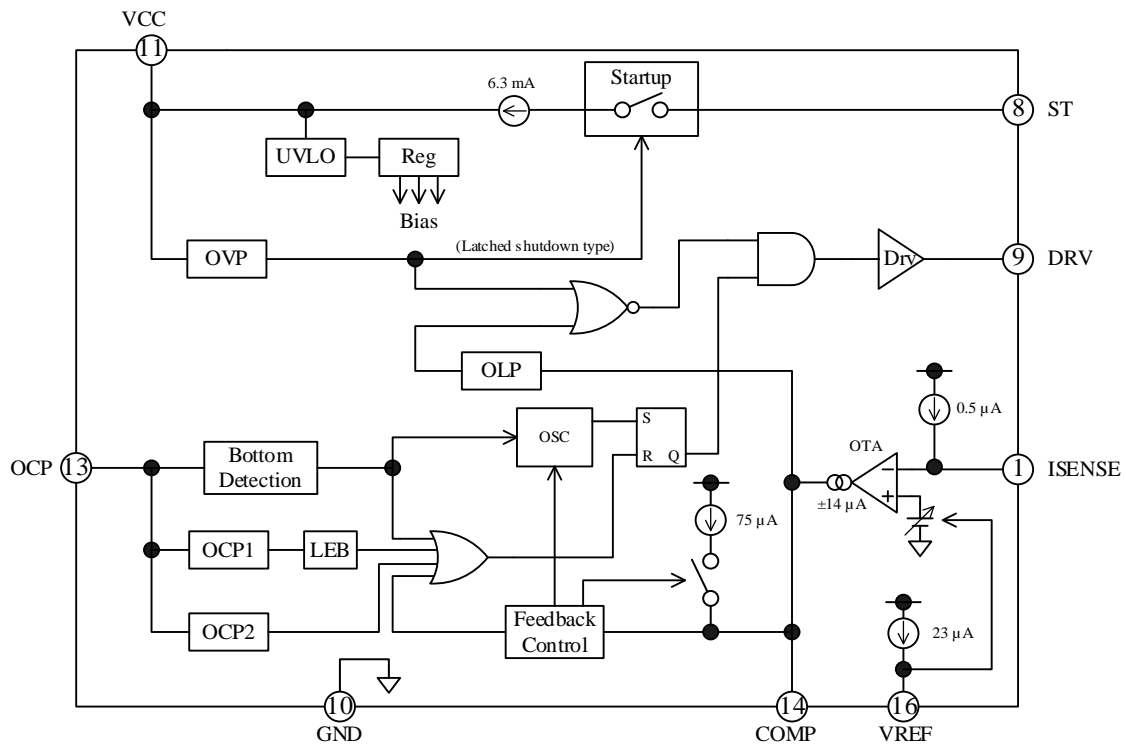 VCC
11
6.3 mA
Startup
8
ST
UVLO
Reg
Bias
OVP
(Latched shutdown type)
Drv
9
DRV
OLP
0.5 µA
OSC
S
R
Q
OTA
OCP
13
Bottom
Detection
1
ISENSE
±14 µA
75 µA
OCP1
LEB
OCP2
Feedback
Control
23 µA
10
GND
14
COMP
16
VREF